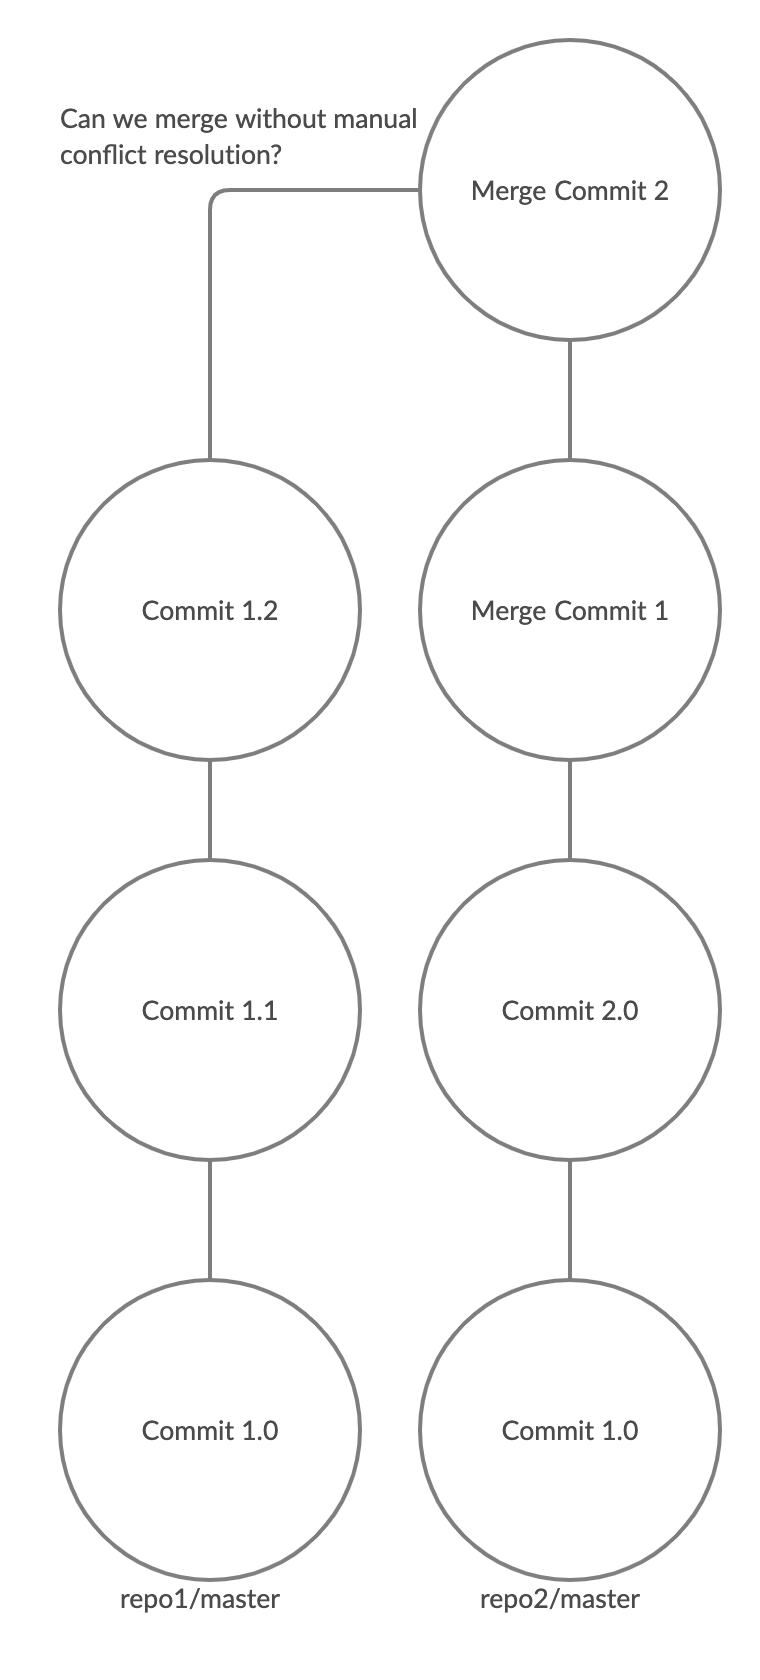 Can we merge without manual
conflict resolution?
Merge Commit 2
Commit 1.2
Merge Commit 1
Commit 1.1
Commit 2.0
Commit 1.0
Commit 1.0
repo1/master
repo2/master